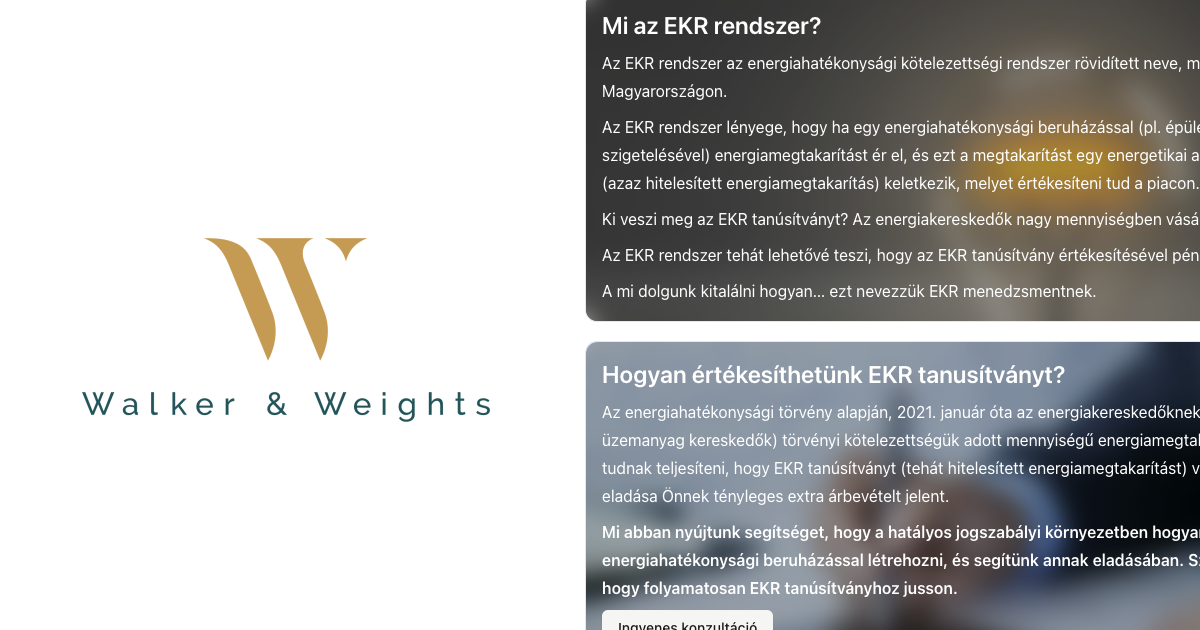 Walker & Weights
Mi az EKR rendszer?
Az EKR rendszer az energiahatékonysági kötelezettségi rendszer rövidített neve,
Magyarországon.
Az EKR rendszer lényege, hogy ha egy energiahatékonysági beruházással (pl.
szigetelésével) energiamegtakarítást ér el, és ezt a megtakarítást egy energetikai
(azaz hitelesített energiamegtakarítás) keletkezik, melyet értékesíteni tud a piacon.
Ki veszi meg az EKR tanúsítványt? Az energiakereskedők nagy mennyiségben
Az EKR rendszer tehát lehetővé teszi, hogy az EKR tanúsítvány értékesítésével
A mi dolgunk kitalálni hogyan... ezt nevezzük EKR menedzsmentnek.
Hogyan értékesíthetünk EKR tanusítványt?
Az energiahatékonysági törvény alapján, 2021. január óta az energiakereskedőknek
üzemanyag kereskedők) törvényi kötelezettségük adott mennyiségű
tudnak teljesíteni, hogy EKR tanúsítványt (tehát hitelesített energiamegtakarítást)
eladása Önnek tényleges extra árbevételt jelent.
Mi abban nyújtunk segítséget, hogy a hatályos jogszabályi környezetben
energiahatékonysági beruházással létrehozni, és segítünk annak eladásában.
hogy folyamatosan EKR tanúsítványhoz jusson.
Ingyenes konzultáció